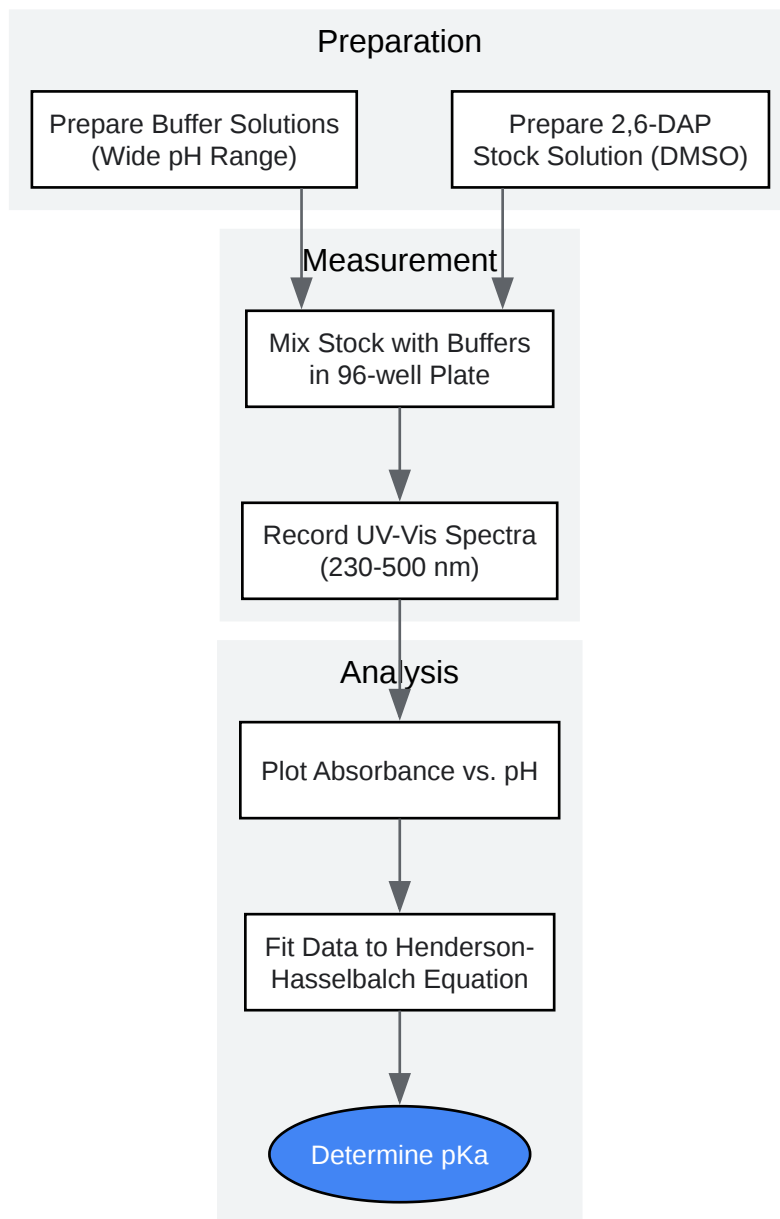 Preparation
Prepare Buffer Solutions
(Wide pH Range)
Prepare 2,6-DAP
Stock Solution (DMSO)
Measurement
Mix Stock with Buffers
in 96-well Plate
Record UV-Vis Spectra
(230-500 nm)
Analysis
Plot Absorbance vs. pH
Fit Data to Henderson-
Hasselbalch Equation
Determine pKa